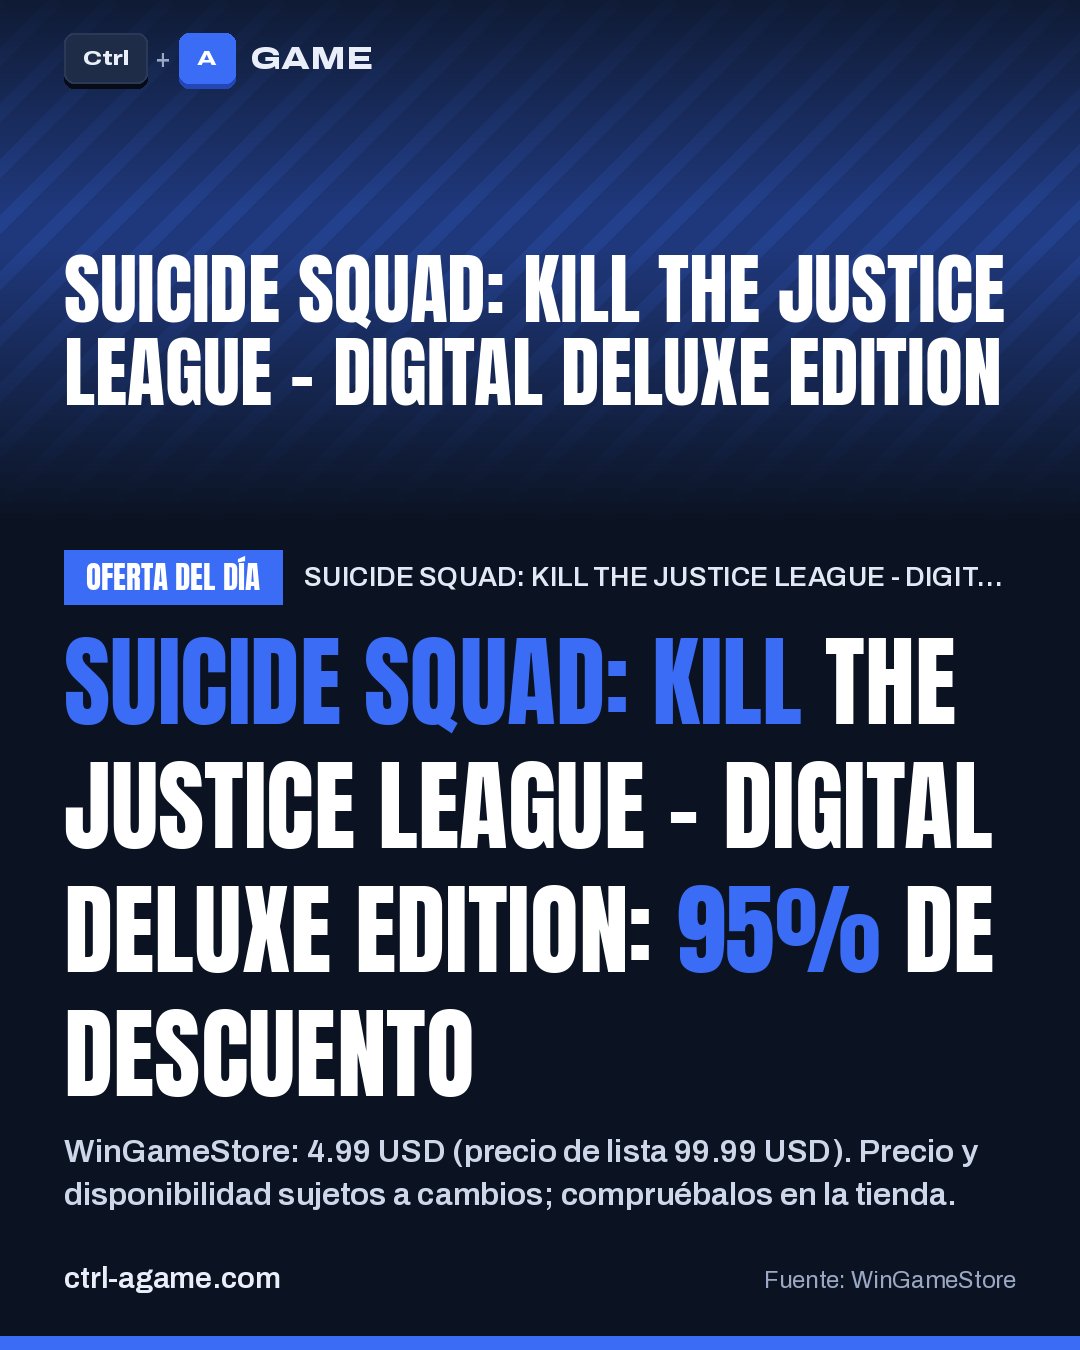 Ctrl + A GAME
SUICIDE SQUAD: KILL THE JUSTICE
LEAGUE - DIGITAL DELUXE EDITION
OFERTA DEL DÍA SUICIDE SQUAD: KILL THE JUSTICE LEAGUE - DIGIT...
SUICIDE SQUAD: KILL THE
JUSTICE LEAGUE - DIGITAL
DELUXE EDITION: 95% DE
DESCUENTO
WinGameStore: 4.99 USD (precio de lista 99.99 USD). Precio y
disponibilidad sujetos a cambios; compruébalos en la tienda.
ctrl-agame.com Fuente: WinGameStore